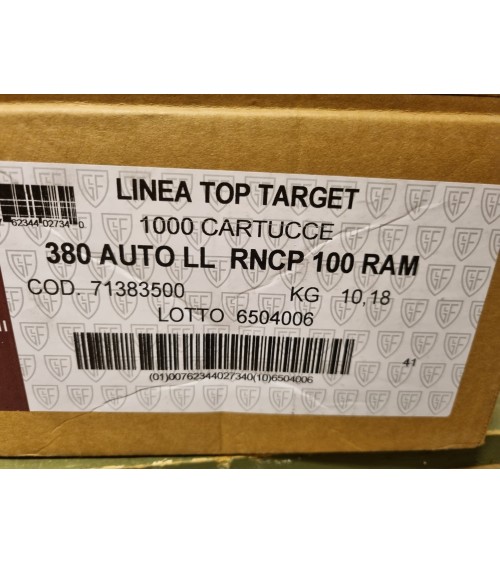 LINEA TOP TARGET
62344 02734 0
1000 CARTUCCE
380 AUTO LL RNCP 100 RAM
COD. 71383500 KG 10,18
LOTTO 6504006
41
(01)00762344027340(10)6504006